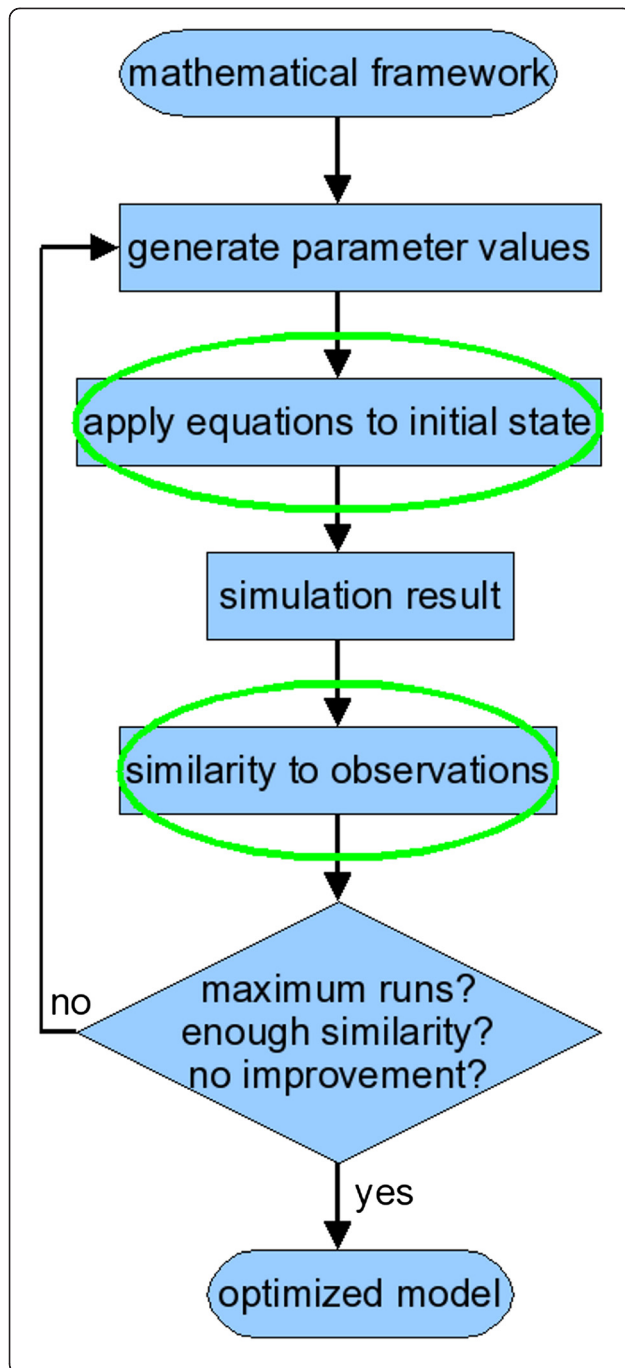 mathematical framework
generate parameter values
apply equations to initial state
simulation result
similarity to observations
maximum runs?
enough similarity?
no improvement?
no
yes
optimized model